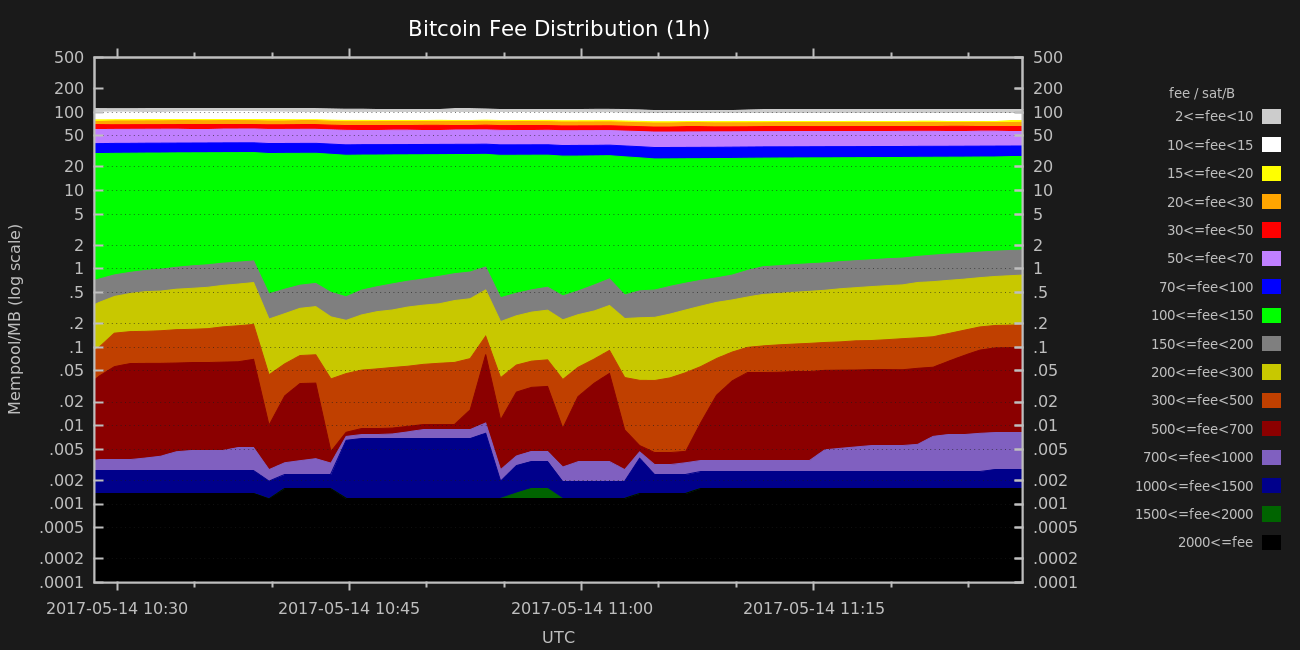 Bitcoin Fee Distribution (1h)
500
200
100
50
20
10
5
2
1
.5
.2
.1
.05
.02
.01
.005
.002
.001
.0005
.0002
.0001
Mempool/MB (log scale)
500
200
100
50
20
10
5
2
1
.5
.2
.1
.05
.02
.01
.005
.002
.001
.0005
.0002
.0001
fee / sat/B
2<=fee<10
10<=fee<15
15<=fee<20
20<=fee<30
30<=fee<50
50<=fee<70
70<=fee<100
100<=fee<150
150<=fee<200
200<=fee<300
300<=fee<500
500<=fee<700
700<=fee<1000
1000<=fee<1500
1500<=fee<2000
2000<=fee
2017-05-14 10:30 2017-05-14 10:45 2017-05-14 11:00 2017-05-14 11:15
UTC